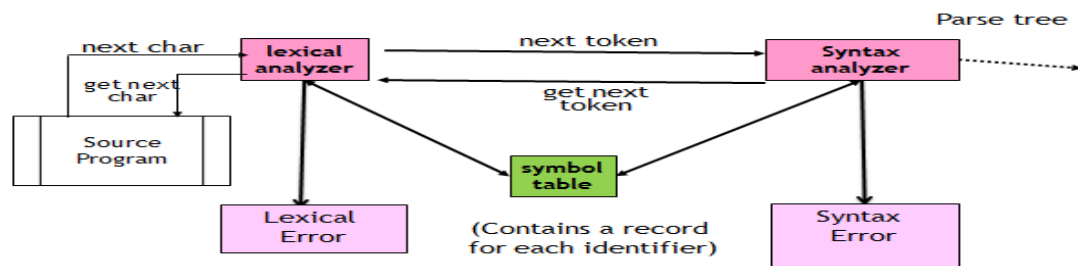 Parse tree
next char
lexical
analyzer
next token
Syntax
analyzer
get next
char
get next
token
Source
Program
symbol
table
Lexical
Error
(Contains a record
for each identifier)
Syntax
Error